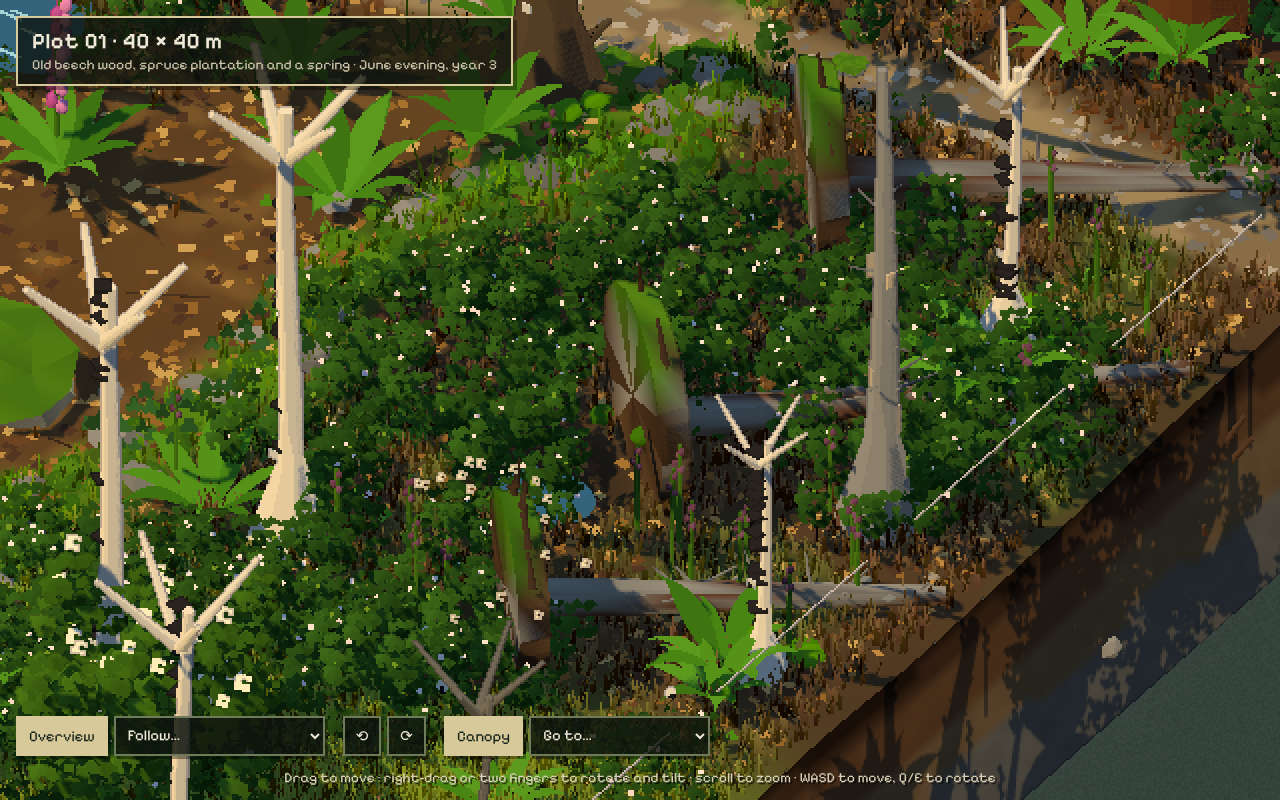 Plot 01 · 40 × 40 m
Old beech wood, spruce plantation and a spring · June evening, year 3
Overview
Follow...
⟲
⟳
Canopy
Go to...
Drag to move · right-drag or two fingers to rotate and tilt · scroll to zoom · WASD to move, Q/E to rotate